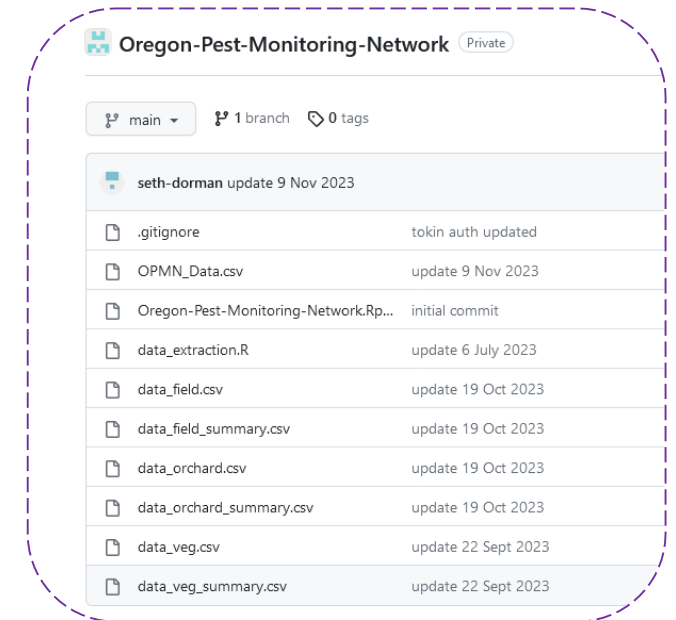 Oregon-Pest-Monitoring-Network Private
main 1 branch 0 tags
seth-dorman update 9 Nov 2023
.gitignore tokin auth updated
OPMN_Data.csv update 9 Nov 2023
Oregon-Pest-Monitoring-Network.Rp... initial commit
data_extraction.R update 6 July 2023
data_field.csv update 19 Oct 2023
data_field_summary.csv update 19 Oct 2023
data_orchard.csv update 19 Oct 2023
data_orchard_summary.csv update 19 Oct 2023
data_veg.csv update 22 Sept 2023
data_veg_summary.csv update 22 Sept 2023